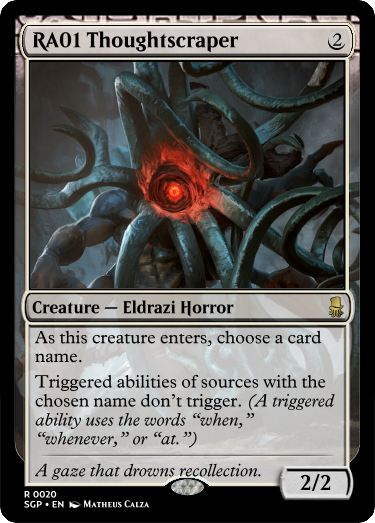 RA01 Thoughtscraper 2
Creature — Eldrazi Horror
As this creature enters, choose a card
name.
Triggered abilities of sources with the
chosen name don't trigger. (A triggered
ability uses the words “when,”
“whenever,” or “at.”)
A gaze that drowns recollection.
2/2
R 0020
SGP • EN Matheus Calza